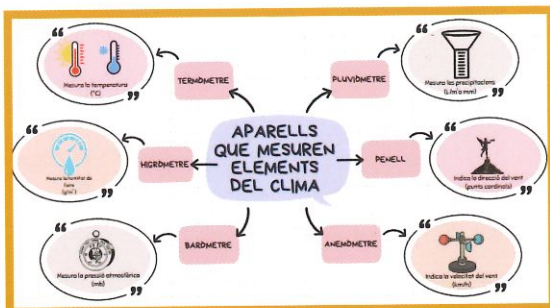 APARELLS
QUE MESUREN
ELEMENTS
DEL CLIMA
TERMÒMETRE
Mesura la temperatura
(°C)
HIGRÒMETRE
Mesura la humitat de
l'aire
(g/m³)
BARÒMETRE
Mesura la pressió atmosfèrica
(mb)
PLUVIÒMETRE
Mesura les precipitacions
(L/m² o mm)
PENELL
Indica la direcció del vent
(punts cardinals)
ANEMÒMETRE
Indica la velocitat del vent
(km/h)